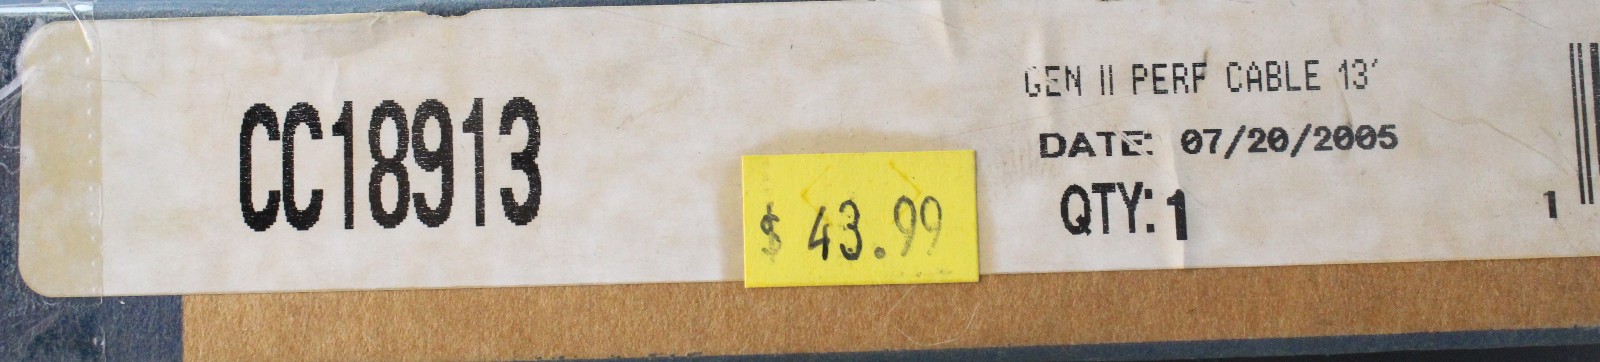 CC18913
GEN II PERF CABLE 13'
DATE: 07/20/2005
QTY: 1
1
$ 43.99